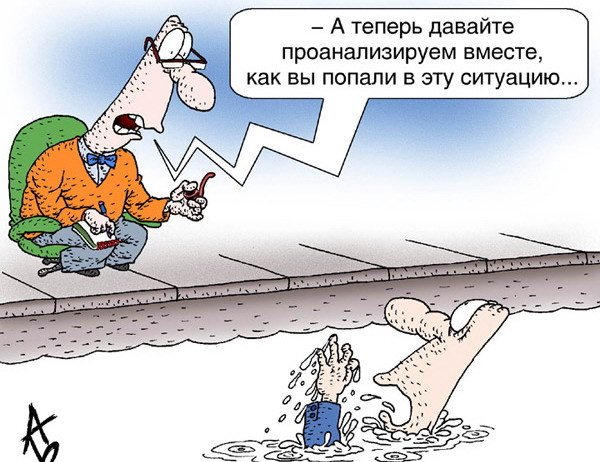 – А теперь давайте
проанализируем вместе,
как вы попали в эту ситуацию...